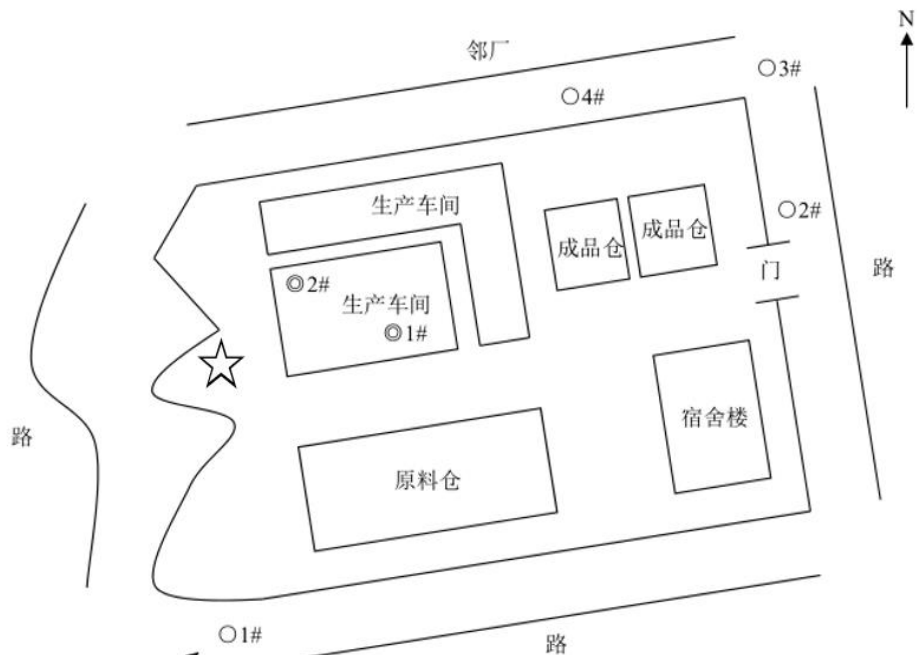 N
邻厂
○3#
○4#
生产车间
○2#
成品仓
成品仓
◎2#
生产车间
门
路
◎1#
宿舍楼
路
原料仓
○1#
路